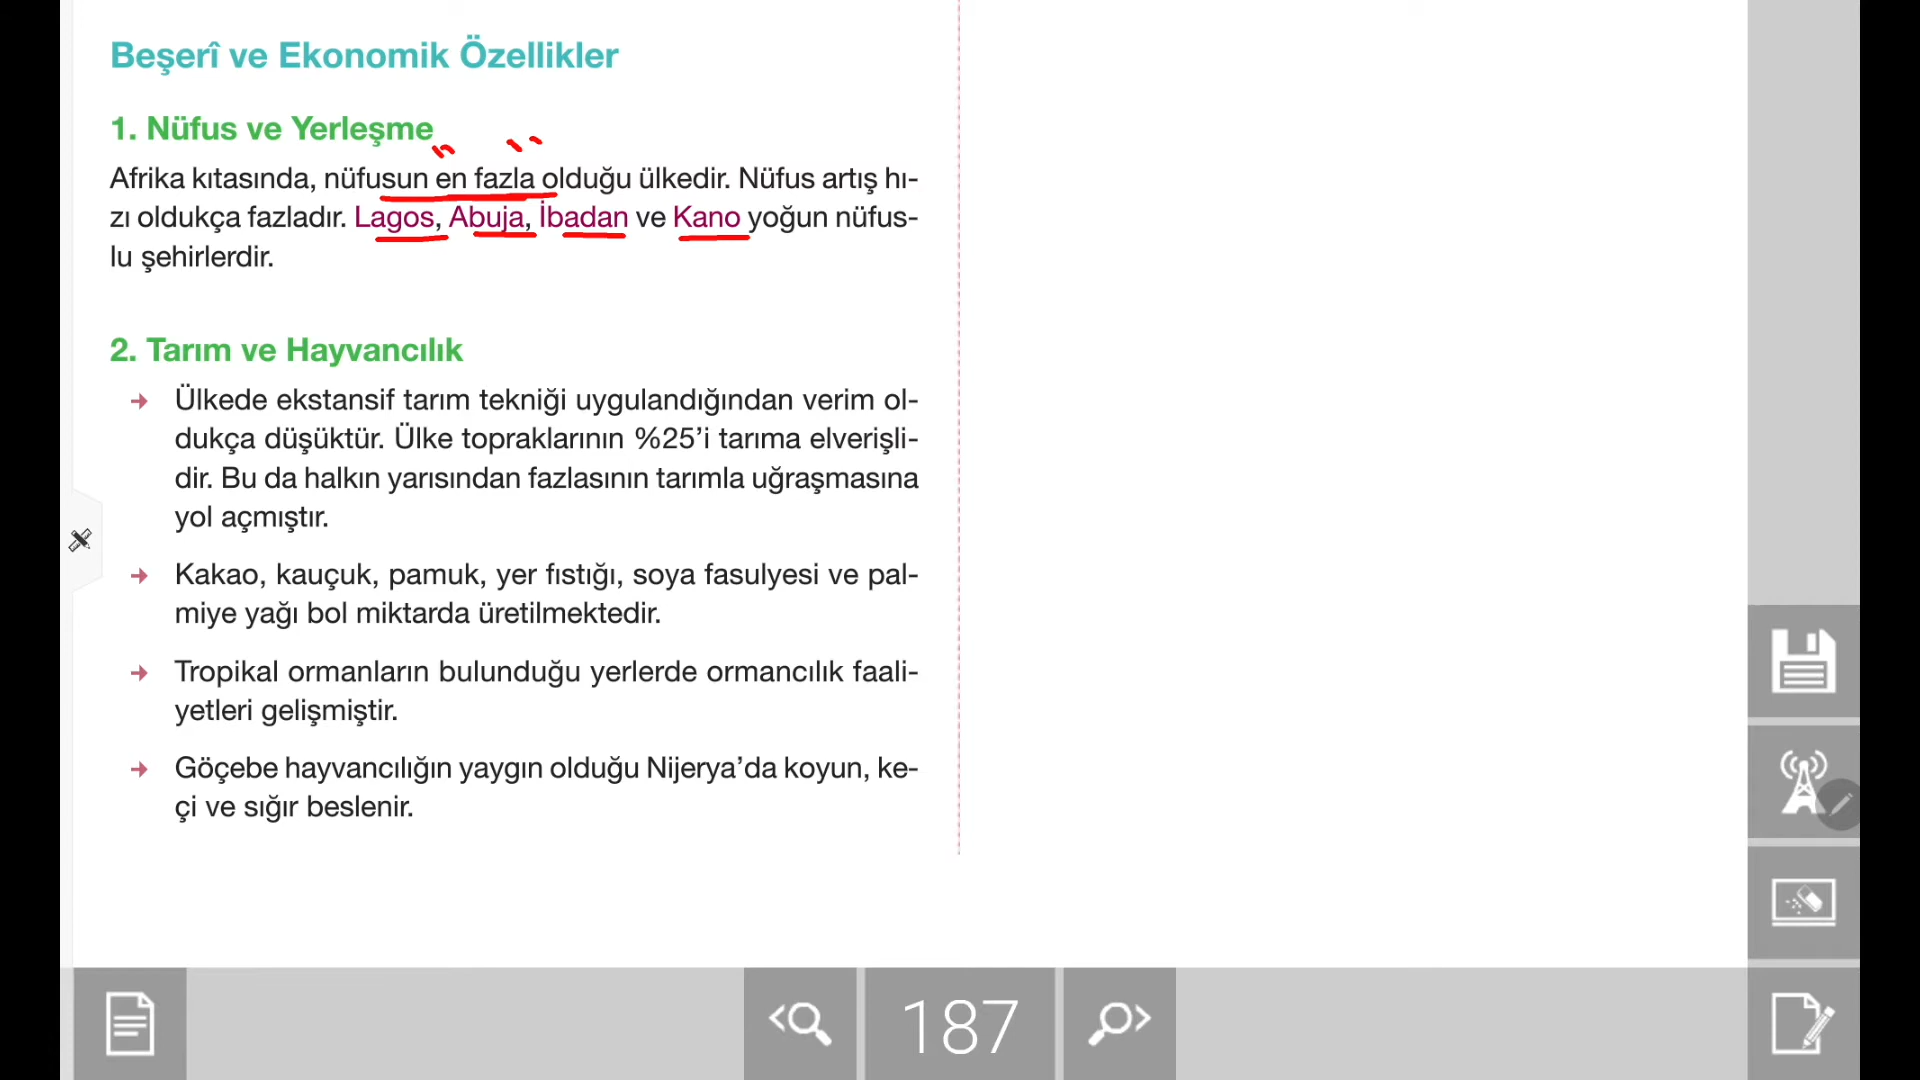 Beşerî ve Ekonomik Özellikler
1. Nüfus ve Yerleşme
Afrika kıtasında, nüfusun en fazla olduğu ülkedir. Nüfus artış hı-
zı oldukça fazladır. Lagos, Abuja, İbadan ve Kano yoğun nüfus-
lu şehirlerdir.
2. Tarım ve Hayvancılık
→ Ülkede ekstansif tarım tekniği uygulandığından verim ol-
dukça düşüktür. Ülke topraklarının %25’i tarıma elverişli-
dir. Bu da halkın yarısından fazlasının tarımla uğraşmasına
yol açmıştır.
→ Kakao, kauçuk, pamuk, yer fıstığı, soya fasulyesi ve pal-
miye yağı bol miktarda üretilmektedir.
→ Tropikal ormanların bulunduğu yerlerde ormancılık faali-
yetleri gelişmiştir.
→ Göçebe hayvancılığın yaygın olduğu Nijerya’da koyun, ke-
çi ve sığır beslenir.
187